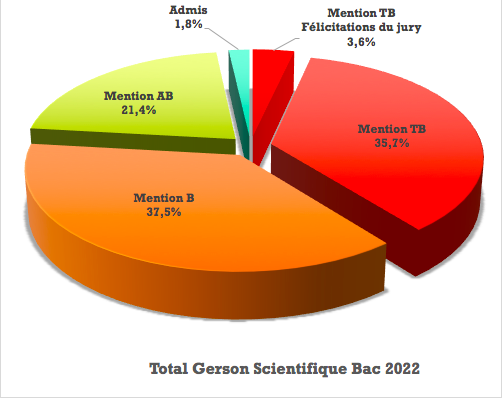 Admis
1,8%
Mention TB
Félicitations du jury
3,6%
Mention AB
21,4%
Mention TB
35,7%
Mention B
37,5%
Total Gerson Scientifique Bac 2022